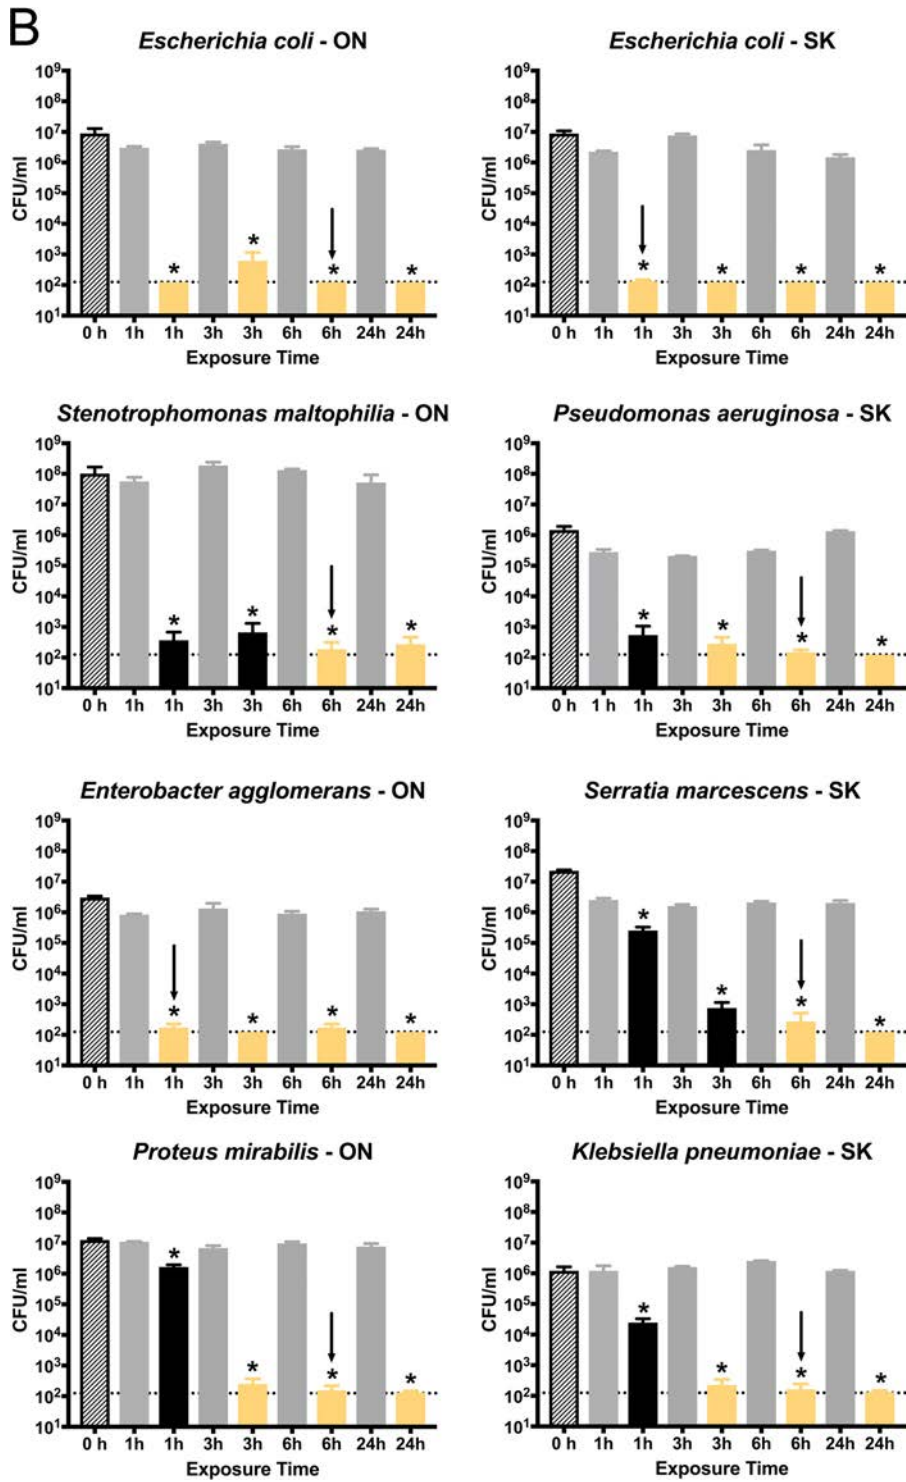 B
Escherichia coli - ON
10⁹
10⁸
10⁷
10⁶
10⁵
10⁴
10³
10²
10¹
CFU/ml
* * * *
0 h 1h 1h 3h 3h 6h 6h 24h 24h
Exposure Time
Escherichia coli - SK
10⁹
10⁸
10⁷
10⁶
10⁵
10⁴
10³
10²
10¹
CFU/ml
* * * *
0 h 1h 1h 3h 3h 6h 6h 24h 24h
Exposure Time
Stenotrophomonas maltophilia - ON
10⁹
10⁸
10⁷
10⁶
10⁵
10⁴
10³
10²
10¹
CFU/ml
* * * *
0 h 1h 1h 3h 3h 6h 6h 24h 24h
Exposure Time
Pseudomonas aeruginosa - SK
10⁹
10⁸
10⁷
10⁶
10⁵
10⁴
10³
10²
10¹
CFU/ml
* * * *
0 h 1 h 1h 3h 3h 6h 6h 24h 24h
Exposure Time
Enterobacter agglomerans - ON
10⁹
10⁸
10⁷
10⁶
10⁵
10⁴
10³
10²
10¹
CFU/ml
* * * *
0 h 1h 1h 3h 3h 6h 6h 24h 24h
Exposure Time
Serratia marcescens - SK
10⁹
10⁸
10⁷
10⁶
10⁵
10⁴
10³
10²
10¹
CFU/ml
* * * *
0 h 1h 1h 3h 3h 6h 6h 24h 24h
Exposure Time
Proteus mirabilis - ON
10⁹
10⁸
10⁷
10⁶
10⁵
10⁴
10³
10²
10¹
CFU/ml
* * * *
0 h 1h 1h 3h 3h 6h 6h 24h 24h
Exposure Time
Klebsiella pneumoniae - SK
10⁹
10⁸
10⁷
10⁶
10⁵
10⁴
10³
10²
10¹
CFU/ml
* * * *
0 h 1h 1h 3h 3h 6h 6h 24h 24h
Exposure Time